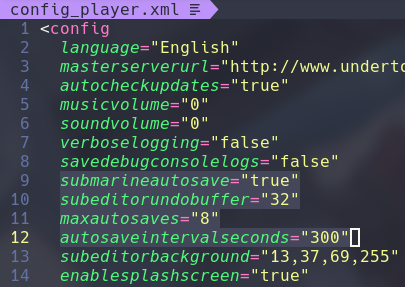 config_player.xml
1 <config
2 language="English"
3 masterserverurl="http://www.underto
4 autocheckupdates="true"
5 musicvolume="0"
6 soundvolume="0"
7 verboselogging="false"
8 savedebugconsolelogs="false"
9 submarineautosave="true"
10 subeditorundobuffer="32"
11 maxautosaves="8"
12 autosaveintervalseconds="300"
13 subeditorbackground="13,37,69,255"
14 enablesplashscreen="true"